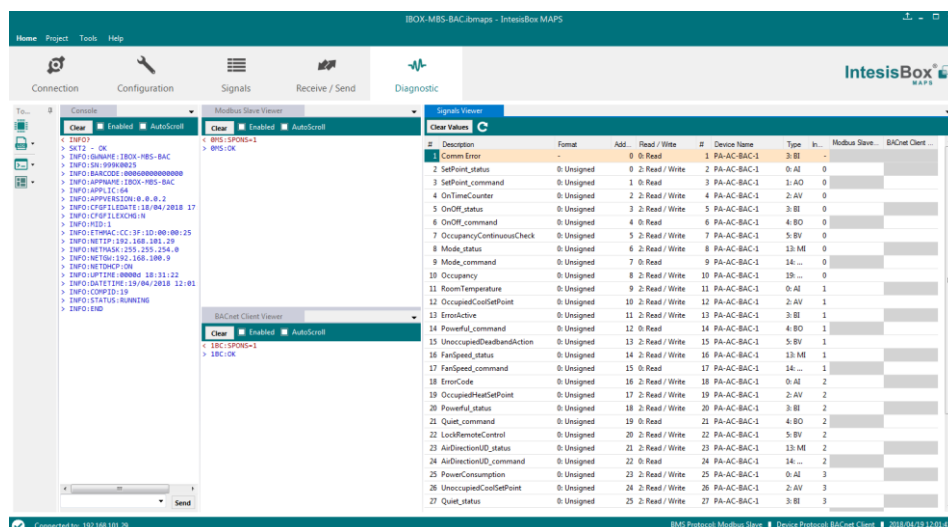 IBOX-MBS-BAC.ibmaps - IntesisBox MAPS
Home Project Tools Help
Connection Configuration Signals Receive / Send Diagnostic
IntesisBox®
MAPS
To...
Console
Clear Enabled AutoScroll
< INFO?
> SKT2 - OK
> INFO:GWNAME:IBOX-MBS-BAC
> INFO:SN:999K0025
> INFO:BARCODE:00060000000000
> INFO:APPNAME:IBOX-MBS-BAC
> INFO:APPLIC:64
> INFO:APPVERSION:0.0.2
> INFO:CFGFILEDATE:18/04/2018 17
> INFO:CFGFILEXCHG:N
> INFO:MID:1
> INFO:ETHMAC:CC:3F:1D:00:00:25
> INFO:NETIP:192.168.101.29
> INFO:NETMASK:255.255.254.0
> INFO:NETGW:192.168.100.9
> INFO:NETDHCP:ON
> INFO:UPTIME:0000d 18:31:22
> INFO:DATETIME:19/04/2018 12:01
> INFO:COMPID:19
> INFO:STATUS:RUNNING
> INFO:END
Send
Modbus Slave Viewer
Clear Enabled AutoScroll
< 0MS:SPONS=1
> 0MS:OK
BACnet Client Viewer
Clear Enabled AutoScroll
< 1BC:SPONS=1
> 1BC:OK
Signals Viewer
Clear Values
# Description Format Add... Read / Write # Device Name Type In... Modbus Slave... BACnet Client ...
1 Comm Error - 0 0: Read 1 PA-AC-BAC-1 3: BI -
2 SetPoint_status 0: Unsigned 0 2: Read / Write 2 PA-AC-BAC-1 0: AI 0
3 SetPoint_command 0: Unsigned 1 0: Read 3 PA-AC-BAC-1 1: AO 0
4 OnTimeCounter 0: Unsigned 2 2: Read / Write 4 PA-AC-BAC-1 2: AV 0
5 OnOff_status 0: Unsigned 3 2: Read / Write 5 PA-AC-BAC-1 3: BI 0
6 OnOff_command 0: Unsigned 4 0: Read 6 PA-AC-BAC-1 4: BO 0
7 OccupancyContinuousCheck 0: Unsigned 5 2: Read / Write 7 PA-AC-BAC-1 5: BV 0
8 Mode_status 0: Unsigned 6 2: Read / Write 8 PA-AC-BAC-1 13: MI 0
9 Mode_command 0: Unsigned 7 0: Read 9 PA-AC-BAC-1 14: ... 0
10 Occupancy 0: Unsigned 8 2: Read / Write 10 PA-AC-BAC-1 19: ... 0
11 RoomTemperature 0: Unsigned 9 2: Read / Write 11 PA-AC-BAC-1 0: AI 1
12 OccupiedCoolSetPoint 0: Unsigned 10 2: Read / Write 12 PA-AC-BAC-1 2: AV 1
13 ErrorActive 0: Unsigned 11 2: Read / Write 13 PA-AC-BAC-1 3: BI 1
14 Powerful_command 0: Unsigned 12 0: Read 14 PA-AC-BAC-1 4: BO 1
15 UnoccupiedDeadbandAction 0: Unsigned 13 2: Read / Write 15 PA-AC-BAC-1 5: BV 1
16 FanSpeed_status 0: Unsigned 14 2: Read / Write 16 PA-AC-BAC-1 13: MI 1
17 FanSpeed_command 0: Unsigned 15 0: Read 17 PA-AC-BAC-1 14: ... 1
18 ErrorCode 0: Unsigned 16 2: Read / Write 18 PA-AC-BAC-1 0: AI 2
19 OccupiedHeatSetPoint 0: Unsigned 17 2: Read / Write 19 PA-AC-BAC-1 2: AV 2
20 Powerful_status 0: Unsigned 18 2: Read / Write 20 PA-AC-BAC-1 3: BI 2
21 Quiet_command 0: Unsigned 19 0: Read 21 PA-AC-BAC-1 4: BO 2
22 LockRemoteControl 0: Unsigned 20 2: Read / Write 22 PA-AC-BAC-1 5: BV 2
23 AirDirectionUD_status 0: Unsigned 21 2: Read / Write 23 PA-AC-BAC-1 13: MI 2
24 AirDirectionUD_command 0: Unsigned 22 0: Read 24 PA-AC-BAC-1 14: ... 2
25 PowerConsumption 0: Unsigned 23 2: Read / Write 25 PA-AC-BAC-1 0: AI 3
26 UnoccupiedCoolSetPoint 0: Unsigned 24 2: Read / Write 26 PA-AC-BAC-1 2: AV 3
27 Quiet_status 0: Unsigned 25 2: Read / Write 27 PA-AC-BAC-1 3: BI 3
Connected to: 192.168.101.29 BMS Protocol: Modbus Slave Device Protocol: BACnet Client 2018/04/19 12:01:4